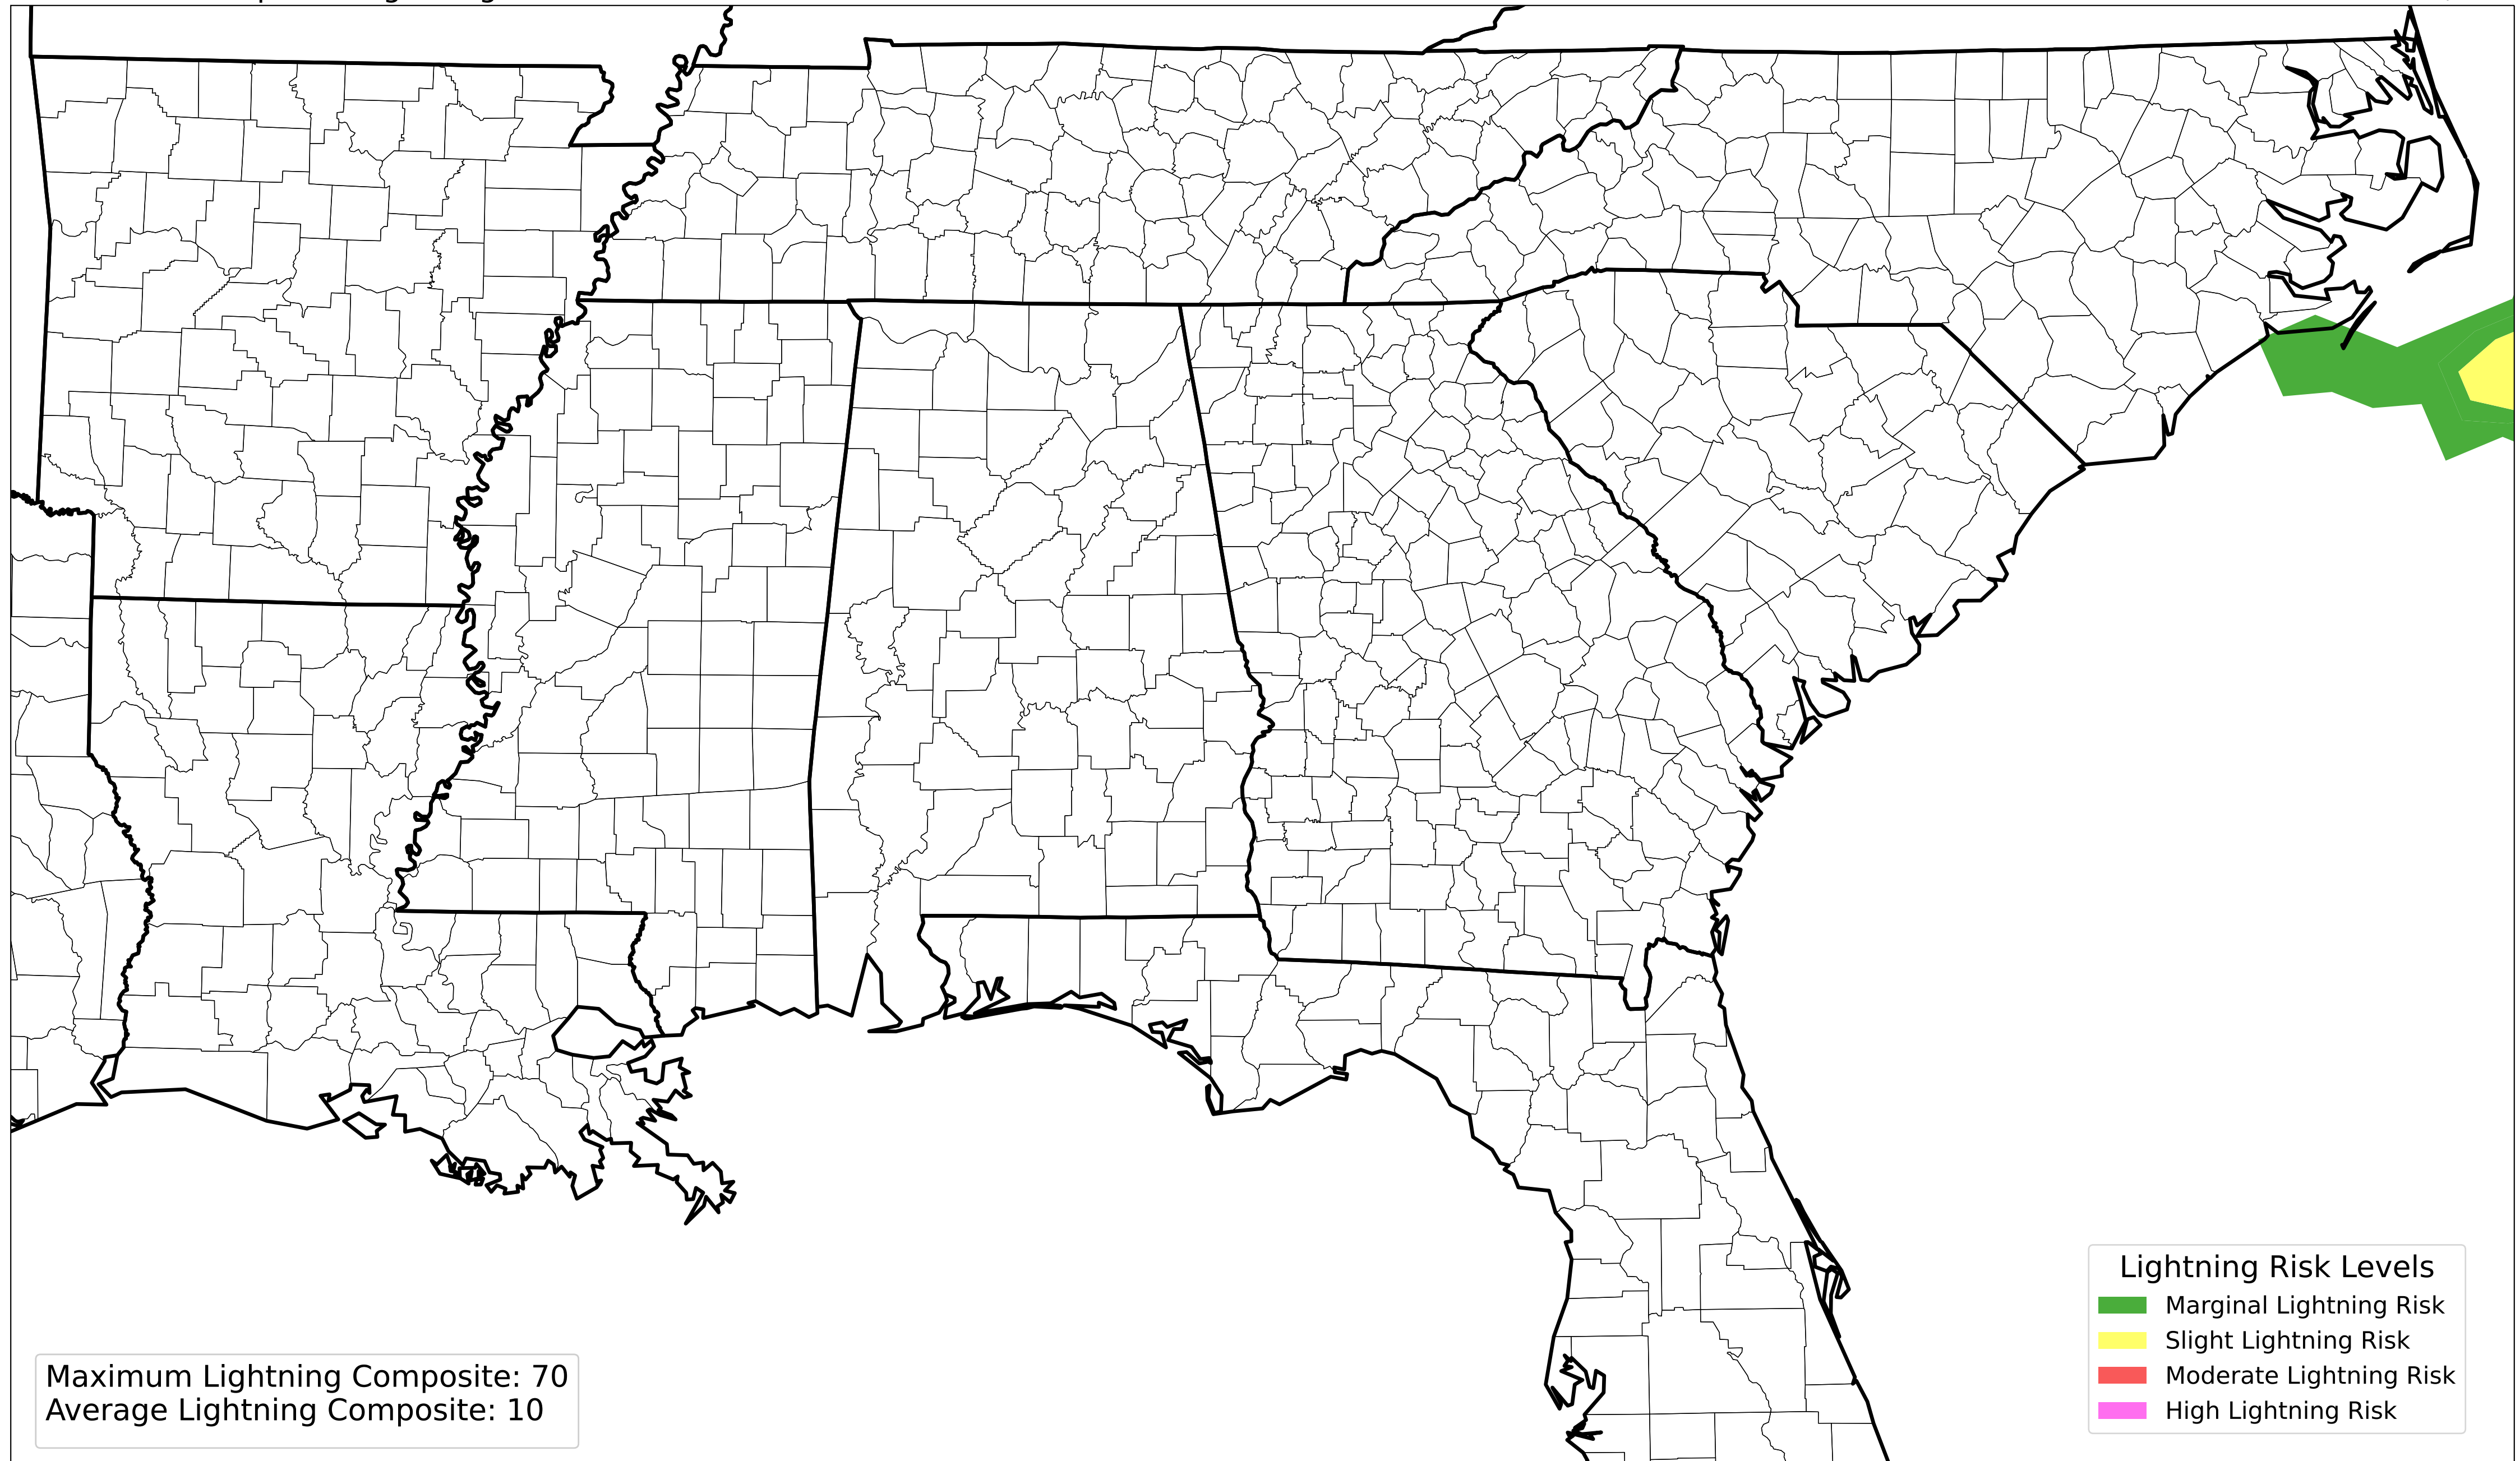 Maximum Lightning Composite: 70
Average Lightning Composite: 10
Lightning Risk Levels
Marginal Lightning Risk
Slight Lightning Risk
Moderate Lightning Risk
High Lightning Risk